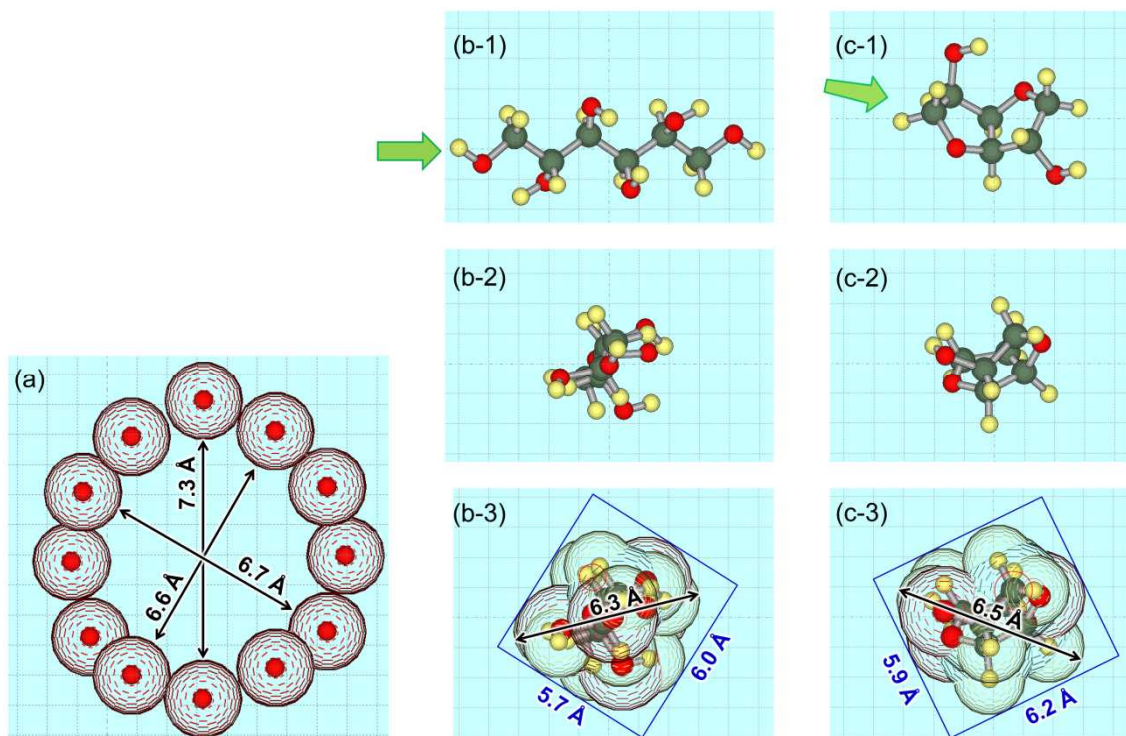 (a)
7.3 Å
6.6 Å
6.7 Å
(b-1)
(c-1)
(b-2)
(c-2)
(b-3)
6.3 Å
5.7 Å
6.0 Å
(c-3)
6.5 Å
5.9 Å
6.2 Å